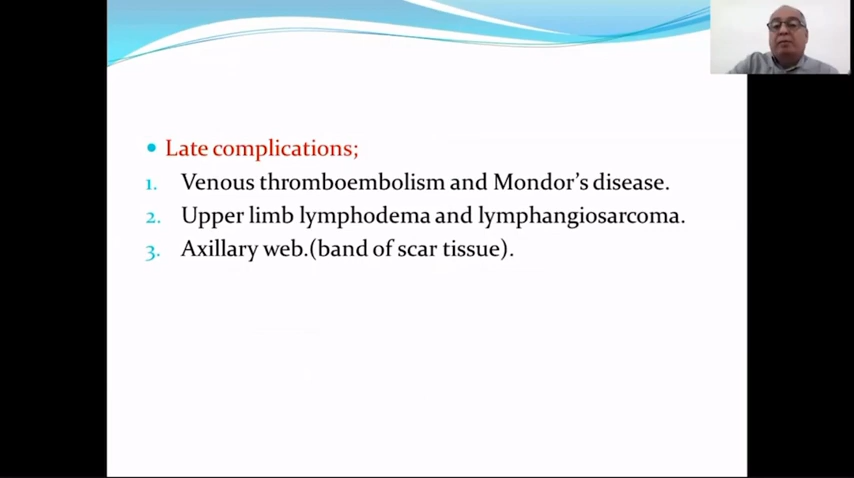 Late complications;
1. Venous thromboembolism and Mondor's disease.
2. Upper limb lymphodema and lymphangiosarcoma.
3. Axillary web.(band of scar tissue).